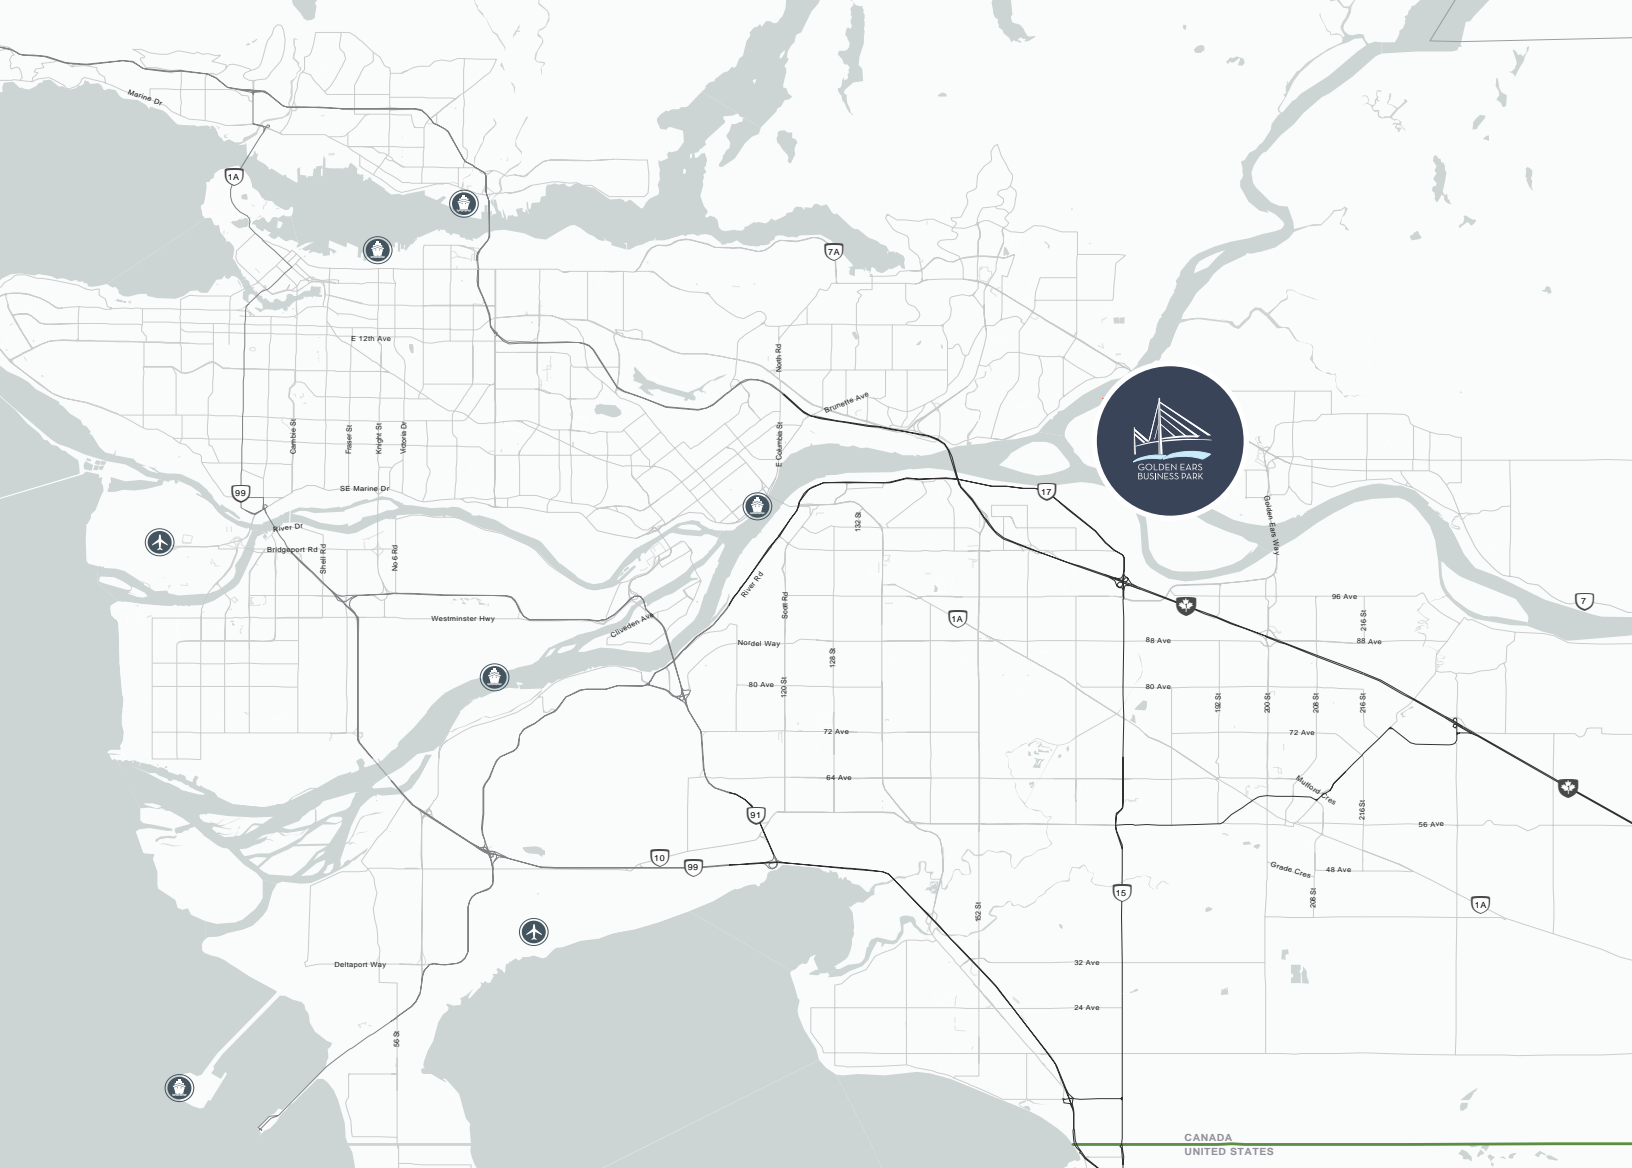 Marine Dr
1A
7A
E 12th Ave
North Rd
Brunette Ave
Cambie St
Fraser St
Knight St
Victoria Dr
E Columbia St
GOLDEN EARS
BUSINESS PARK
99
SE Marine Dr
17
River Dr
132 St
Golden Ears Way
Bridgeport Rd
Shell Rd
No 6 Rd
River Rd
Scott Rd
96 Ave
7
Westminster Hwy
Cliveden Ave
1A
216 St
Nordel Way
88 Ave
88 Ave
128 St
80 Ave
120 St
80 Ave
192 St
200 St
208 St
216 St
72 Ave
72 Ave
64 Ave
Mufford Cres
216 St
91
56 Ave
10
99
Grade Cres
48 Ave
15
208 St
1A
152 St
Deltaport Way
32 Ave
24 Ave
56 St
CANADA
UNITED STATES